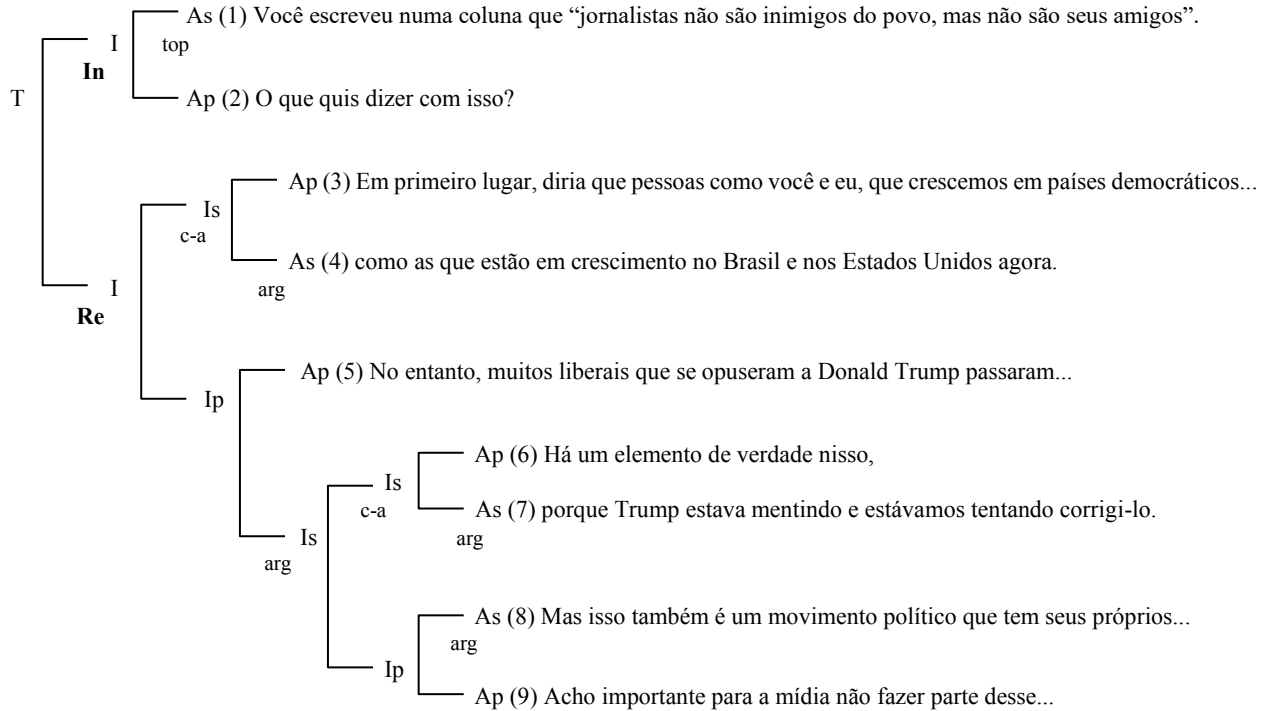 As (1) Você escreveu numa coluna que “jornalistas não são inimigos do povo, mas não são seus amigos”.
I
top
In
T
Ap (2) O que quis dizer com isso?
Ap (3) Em primeiro lugar, diria que pessoas como você e eu, que crescemos em países democráticos...
Is
c-a
As (4) como as que estão em crescimento no Brasil e nos Estados Unidos agora.
arg
I
Re
Ap (5) No entanto, muitos liberais que se opuseram a Donald Trump passaram...
Ip
Ap (6) Há um elemento de verdade nisso,
Is
c-a
As (7) porque Trump estava mentindo e estávamos tentando corrigi-lo.
arg
Is
arg
As (8) Mas isso também é um movimento político que tem seus próprios...
arg
Ip
Ap (9) Acho importante para a mídia não fazer parte desse...